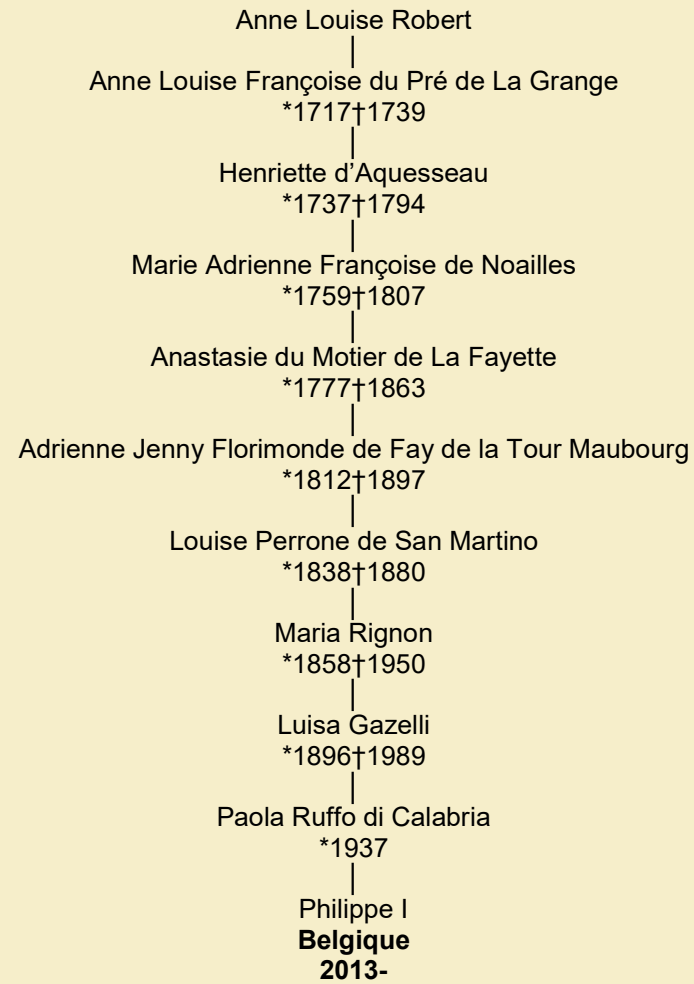 Anne Louise Robert
Anne Louise Françoise du Pré de La Grange
*1717†1739
Henriette d’Aquesseau
*1737†1794
Marie Adrienne Françoise de Noailles
*1759†1807
Anastasie du Motier de La Fayette
*1777†1863
Adrienne Jenny Florimonde de Fay de la Tour Maubourg
*1812†1897
Louise Perrone de San Martino
*1838†1880
Maria Rignon
*1858†1950
Luisa Gazelli
*1896†1989
Paola Ruffo di Calabria
*1937
Philippe I
Belgique
2013-